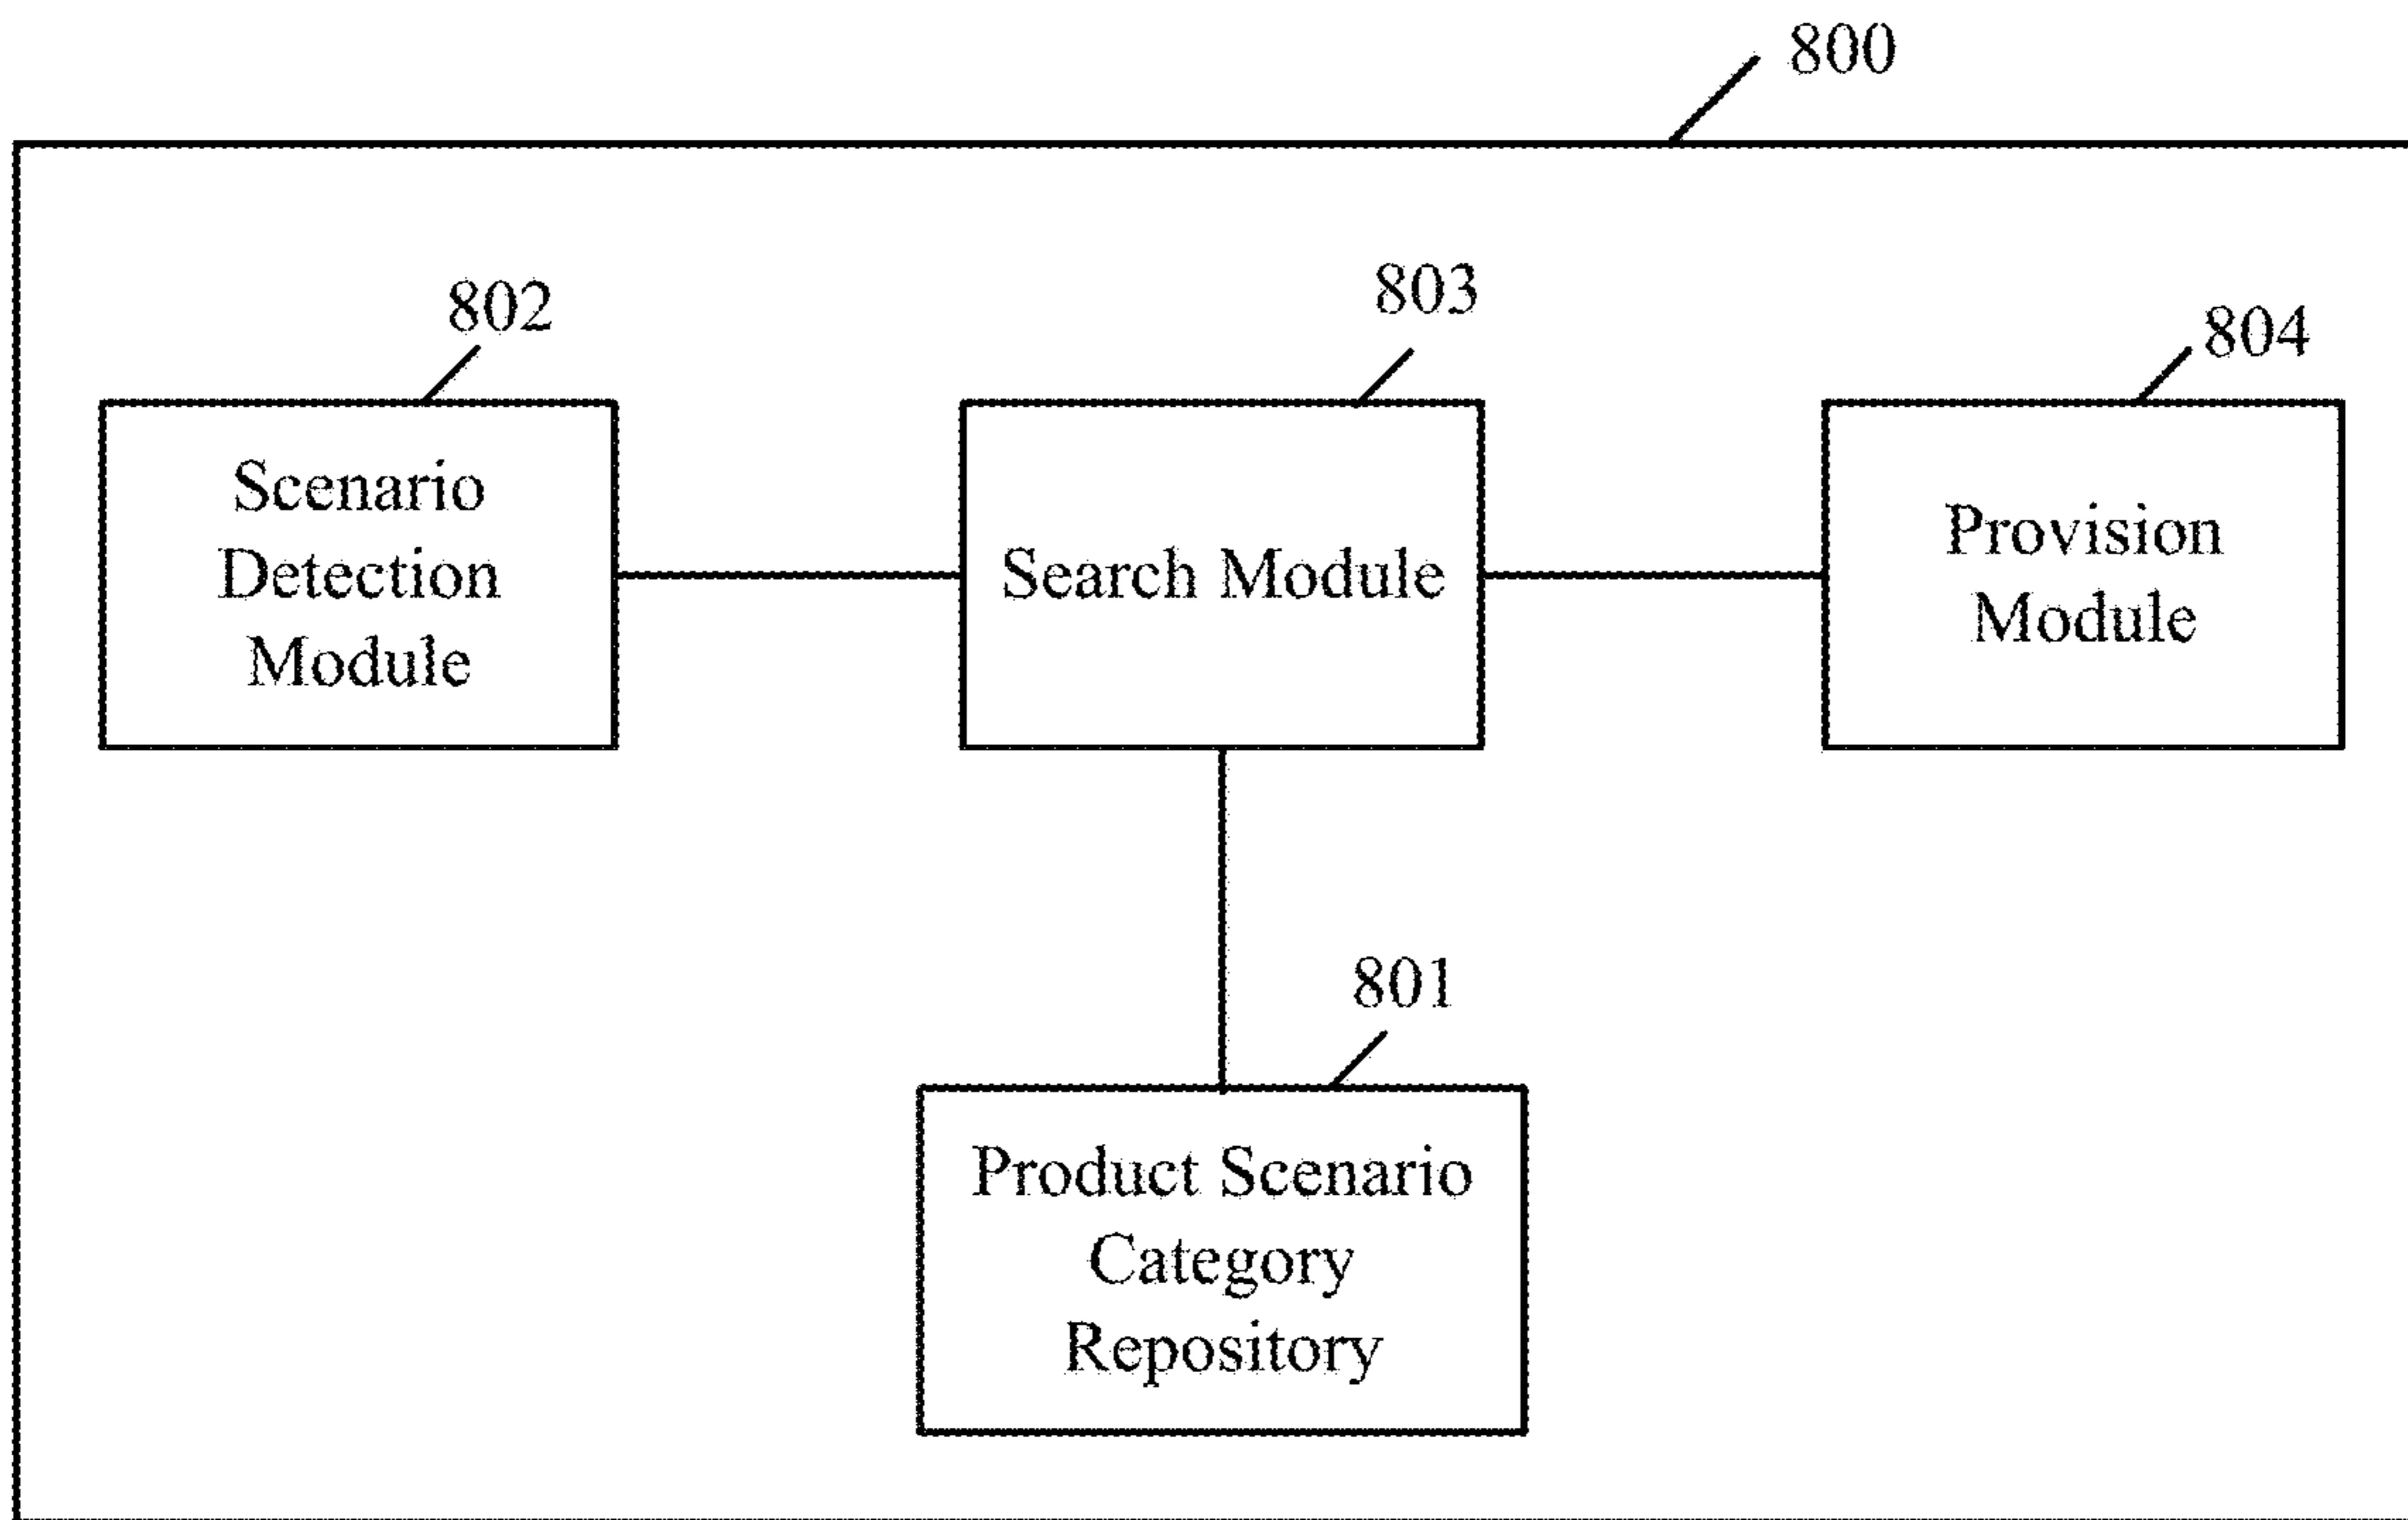 800
802
803
804
Scenario
Detection
Module
Search Module
Provision
Module
801
Product Scenario
Category
Repository